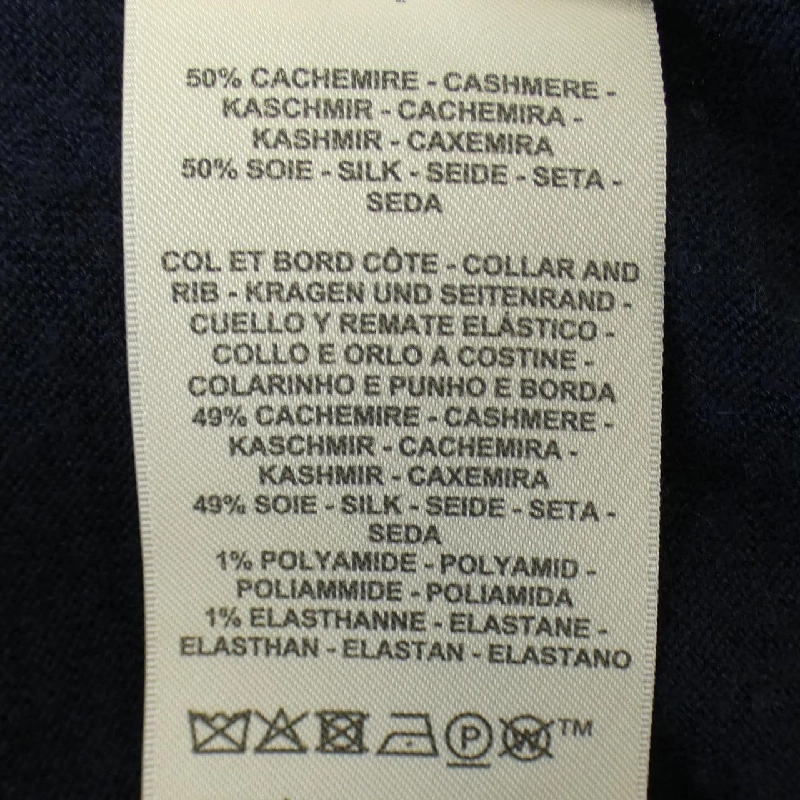 50% CACHEMIRE - CASHMERE -
KASCHMIR - CACHEMIRA -
KASHMIR - CAXEMIRA
50% SOIE - SILK - SEIDE - SETA -
SEDA
COL ET BORD CÔTE - COLLAR AND
RIB - KRAGEN UND SEITENRAND -
CUELLO Y REMATE ELÁSTICO -
COLLO E ORLO A COSTINE -
COLARINHO E PUNHO E BORDA
49% CACHEMIRE - CASHMERE -
KASCHMIR - CACHEMIRA -
KASHMIR - CAXEMIRA
49% SOIE - SILK - SEIDE - SETA -
SEDA
1% POLYAMIDE - POLYAMID -
POLIAMMIDE - POLIAMIDA
1% ELASTHANNE - ELASTANE -
ELASTHAN - ELASTAN - ELASTANO
P W TM